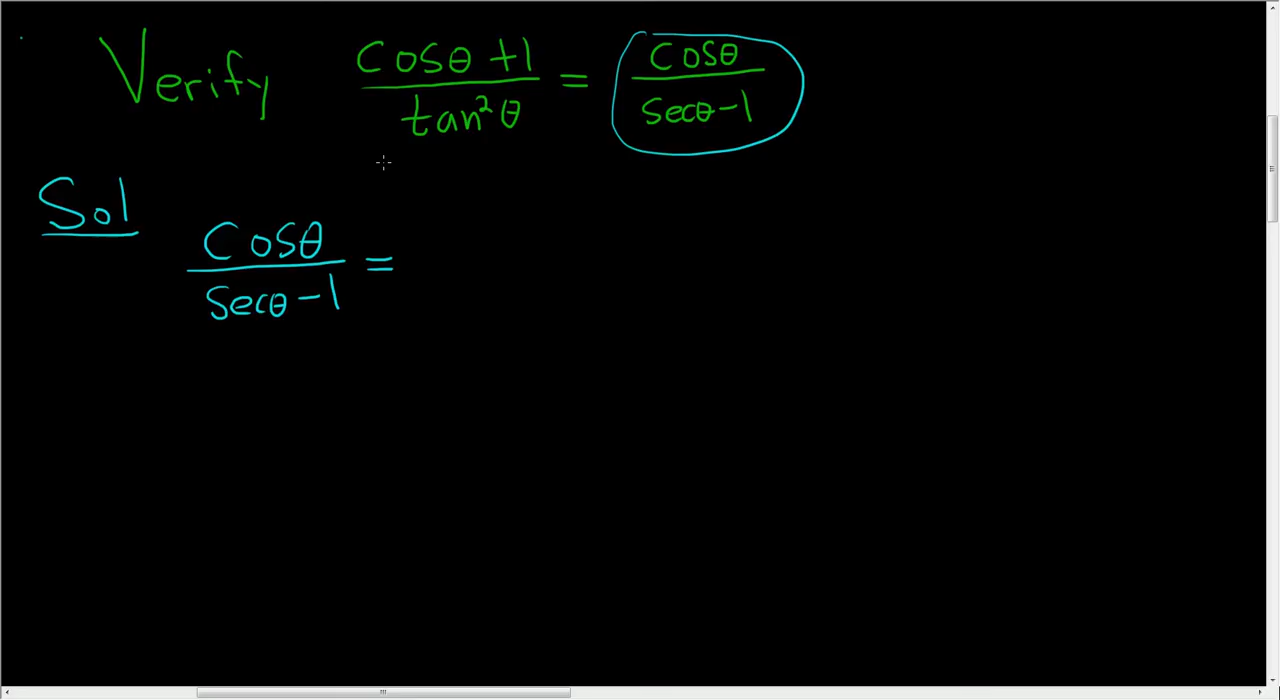 Verify (cosθ + 1)/(tan²θ) = (cosθ)/(secθ - 1)
Sol
(cosθ)/(secθ - 1) =